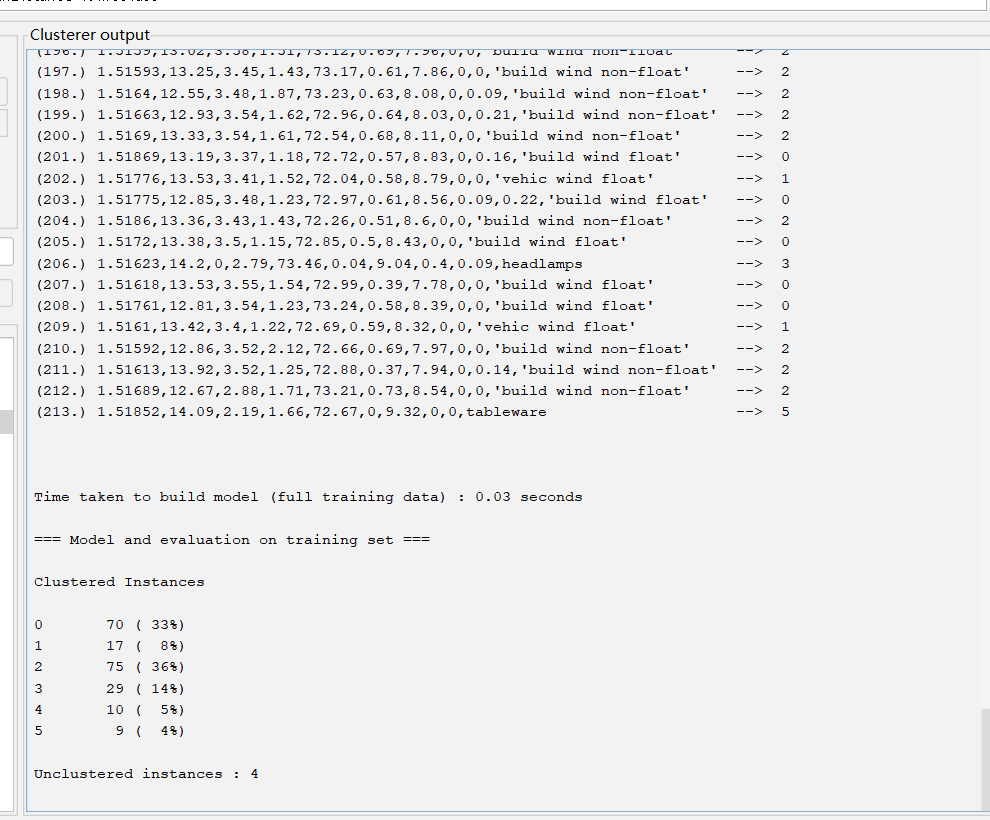 Clusterer output
(196.) 1.5159,13.02,3.58,1.51,73.12,0.69,7.96,0,0,'build wind non-float' --> 2
(197.) 1.51593,13.25,3.45,1.43,73.17,0.61,7.86,0,0,'build wind non-float' --> 2
(198.) 1.5164,12.55,3.48,1.87,73.23,0.63,8.08,0,0.09,'build wind non-float' --> 2
(199.) 1.51663,12.93,3.54,1.62,72.96,0.64,8.03,0,0.21,'build wind non-float' --> 2
(200.) 1.5169,13.33,3.54,1.61,72.54,0.68,8.11,0,0,'build wind non-float' --> 2
(201.) 1.51869,13.19,3.37,1.18,72.72,0.57,8.83,0,0.16,'build wind float' --> 0
(202.) 1.51776,13.53,3.41,1.52,72.04,0.58,8.79,0,0,'vehic wind float' --> 1
(203.) 1.51775,12.85,3.48,1.23,72.97,0.61,8.56,0.09,0.22,'build wind float' --> 0
(204.) 1.5186,13.36,3.43,1.43,72.26,0.51,8.6,0,0,'build wind non-float' --> 2
(205.) 1.5172,13.38,3.5,1.15,72.85,0.5,8.43,0,0,'build wind float' --> 0
(206.) 1.51623,14.2,0,2.79,73.46,0.04,9.04,0.4,0.09,headlamps --> 3
(207.) 1.51618,13.53,3.55,1.54,72.99,0.39,7.78,0,0,'build wind float' --> 0
(208.) 1.51761,12.81,3.54,1.23,73.24,0.58,8.39,0,0,'build wind float' --> 0
(209.) 1.5161,13.42,3.4,1.22,72.69,0.59,8.32,0,0,'vehic wind float' --> 1
(210.) 1.51592,12.86,3.52,2.12,72.66,0.69,7.97,0,0,'build wind non-float' --> 2
(211.) 1.51613,13.92,3.52,1.25,72.88,0.37,7.94,0,0.14,'build wind non-float' --> 2
(212.) 1.51689,12.67,2.88,1.71,73.21,0.73,8.54,0,0,'build wind non-float' --> 2
(213.) 1.51852,14.09,2.19,1.66,72.67,0,9.32,0,0,tableware --> 5
Time taken to build model (full training data) : 0.03 seconds
=== Model and evaluation on training set ===
Clustered Instances
0 70 ( 33%)
1 17 ( 8%)
2 75 ( 36%)
3 29 ( 14%)
4 10 ( 5%)
5 9 ( 4%)
Unclustered instances : 4